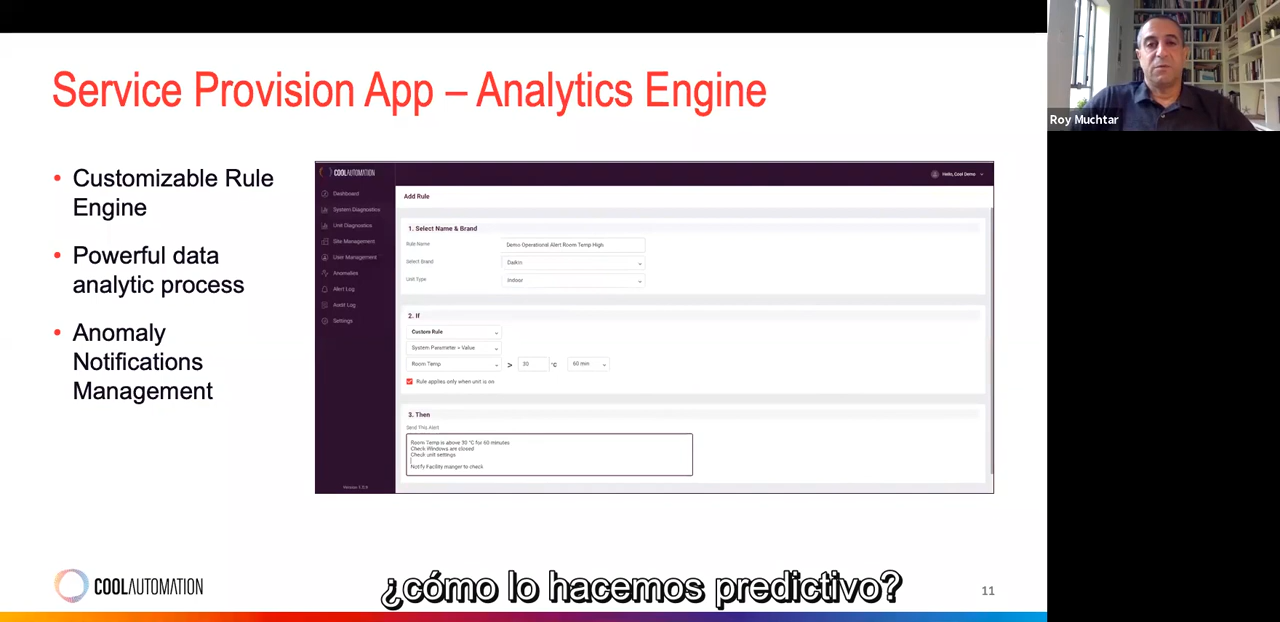 Service Provision App – Analytics Engine
Roy Muchtar
• Customizable Rule
Engine
• Powerful data
analytic process
• Anomaly
Notifications
Management
COOLAUTOMATION
Hello, Cool Demo
Dashboard
System Diagnostics
Unit Diagnostics
Site Management
User Management
Anomalies
Alert Log
Audit Log
Settings
Add Rule
1. Select Name & Brand
Rule Name
Demo Operational Alert Room Temp High
Select Brand
Daikin
Unit Type
Indoor
2. If
Custom Rule
System Parameter + Value
Room Temp > 30 °C 60 min
Rule applies only when unit is on
3. Then
Send This Alert
Room Temp is above 30 °C for 60 minutes
Check Windows are closed
Check unit settings
Notify Facility manger to check
COOLAUTOMATION
¿cómo lo hacemos predictivo?
11